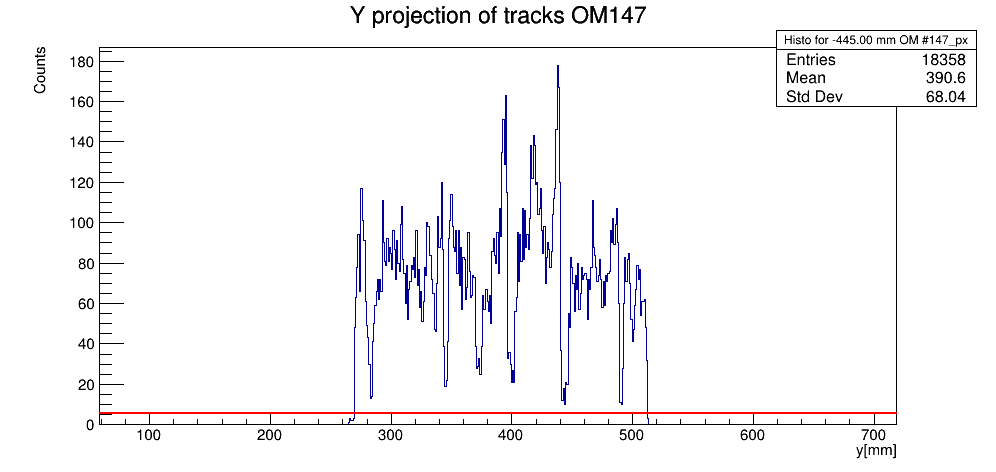 Y projection of tracks OM147
Histo for -445.00 mm OM #147_px
Entries 18358
Mean 390.6
Std Dev 68.04
Counts
180
160
140
120
100
80
60
40
20
0
100 200 300 400 500 600 700
y[mm]